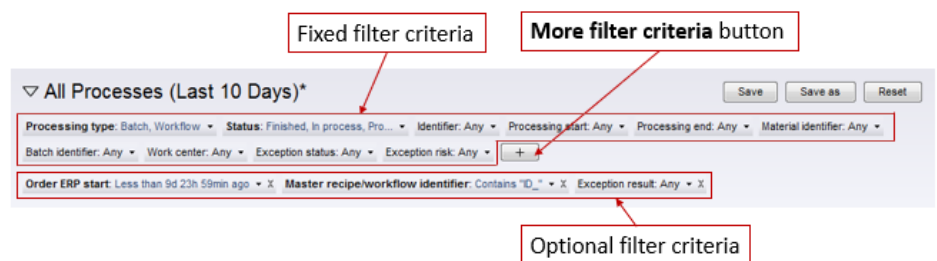 Fixed filter criteria
More filter criteria button
▽ All Processes (Last 10 Days)*
Save Save as Reset
Processing type: Batch, Workflow ▾ Status: Finished, In process, Pro... ▾ Identifier: Any ▾ Processing start: Any ▾ Processing end: Any ▾ Material identifier: Any ▾
Batch identifier: Any ▾ Work center: Any ▾ Exception status: Any ▾ Exception risk: Any ▾ +
Order ERP start: Less than 9d 23h 59min ago ▾ X Master recipe/workflow identifier: Contains "ID_" ▾ X Exception result: Any ▾ X
Optional filter criteria